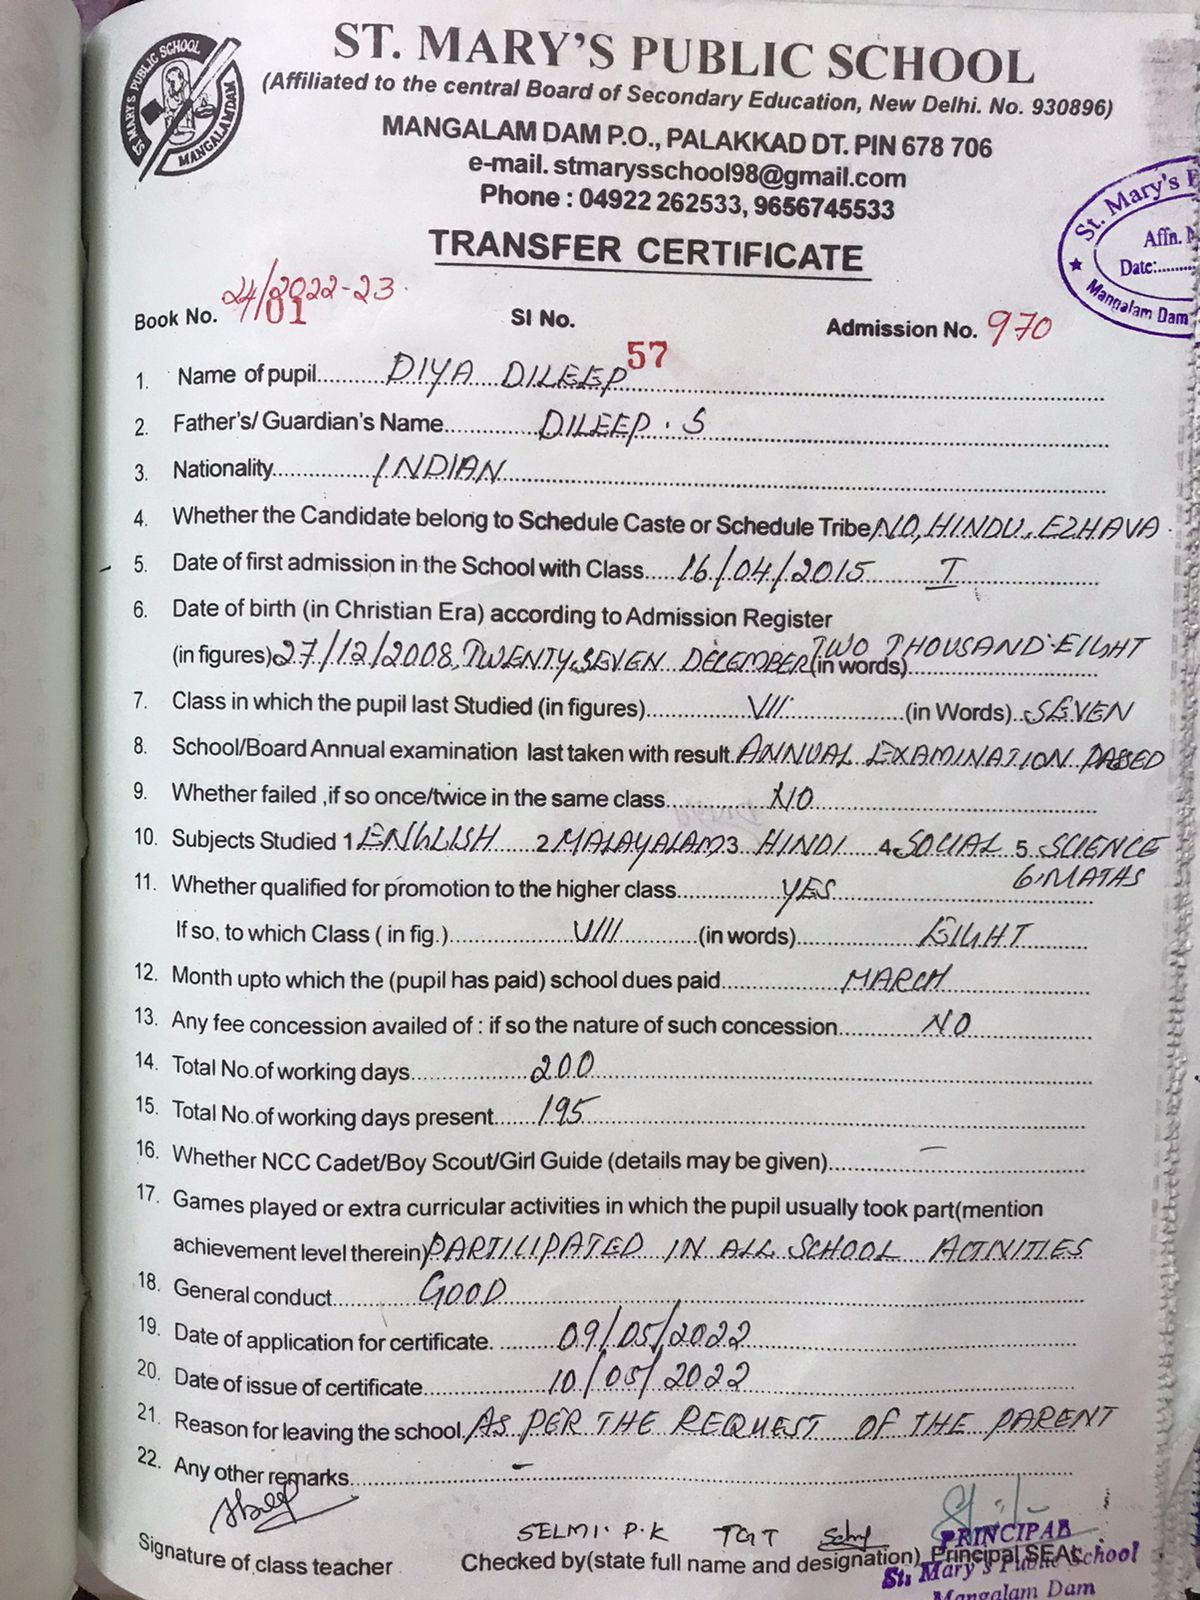 ST. MARY'S PUBLIC SCHOOL
ST MARY'S PUBLIC SCHOOL MANGALAMDAM
(Affiliated to the central Board of Secondary Education, New Delhi. No. 930896)
MANGALAM DAM P.O., PALAKKAD DT. PIN 678 706
e-mail. stmarysschool98@gmail.com
Phone : 04922 262533, 9656745533
St. Mary's P
Affn. N
Date:........
Mangalam Dam
TRANSFER CERTIFICATE
24/2022-23.
Book No. 01 SI No. 57 Admission No. 970
1. Name of pupil DIYA DILEEP
2. Father's/ Guardian's Name DILEEP. S
3. Nationality INDIAN
4. Whether the Candidate belong to Schedule Caste or Schedule Tribe NO, HINDU, EZHAVA.
5. Date of first admission in the School with Class 16/04/2015 I
6. Date of birth (in Christian Era) according to Admission Register
(in figures) 27/12/2008, TWENTY SEVEN DECEMBER (in words) TWO THOUSAND EIGHT
7. Class in which the pupil last Studied (in figures) VII (in Words) SEVEN
8. School/Board Annual examination last taken with result ANNUAL EXAMINATION PASSED
9. Whether failed ,if so once/twice in the same class NO
10. Subjects Studied 1 ENGLISH 2 MALAYALAM 3 HINDI 4 SOCIAL 5 SCIENCE
6. MATHS
11. Whether qualified for promotion to the higher class YES
If so, to which Class ( in fig.) VIII (in words) EIGHT
12. Month upto which the (pupil has paid) school dues paid MARCH
13. Any fee concession availed of : if so the nature of such concession NO
14. Total No.of working days 200
15. Total No.of working days present 195
16. Whether NCC Cadet/Boy Scout/Girl Guide (details may be given) —
17. Games played or extra curricular activities in which the pupil usually took part(mention
achievement level therein) PARTICIPATED IN ALL SCHOOL ACTIVITIES
18. General conduct GOOD
19. Date of application for certificate. 09/05/2022
20. Date of issue of certificate 10/05/2022
21. Reason for leaving the school AS PER THE REQUEST OF THE PARENT
22. Any other remarks –
SELMI. P.K TGT
Signature of class teacher Checked by(state full name and designation) Principal SEAL
PRINCIPAL
St. Mary's Public School
Mangalam Dam